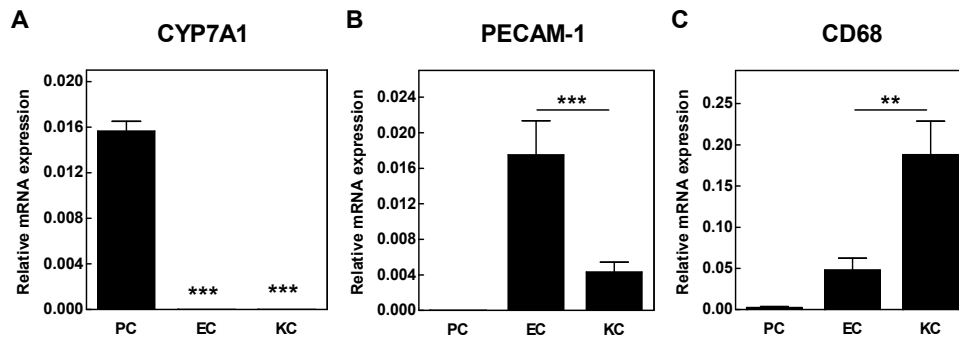 A
CYP7A1
Relative mRNA expression
0.020
0.016
0.012
0.008
0.004
0.000
***
***
PC
EC
KC
B
PECAM-1
Relative mRNA expression
0.024
0.020
0.016
0.012
0.008
0.004
0.000
***
PC
EC
KC
C
CD68
Relative mRNA expression
0.25
0.20
0.15
0.10
0.05
0.00
**
PC
EC
KC